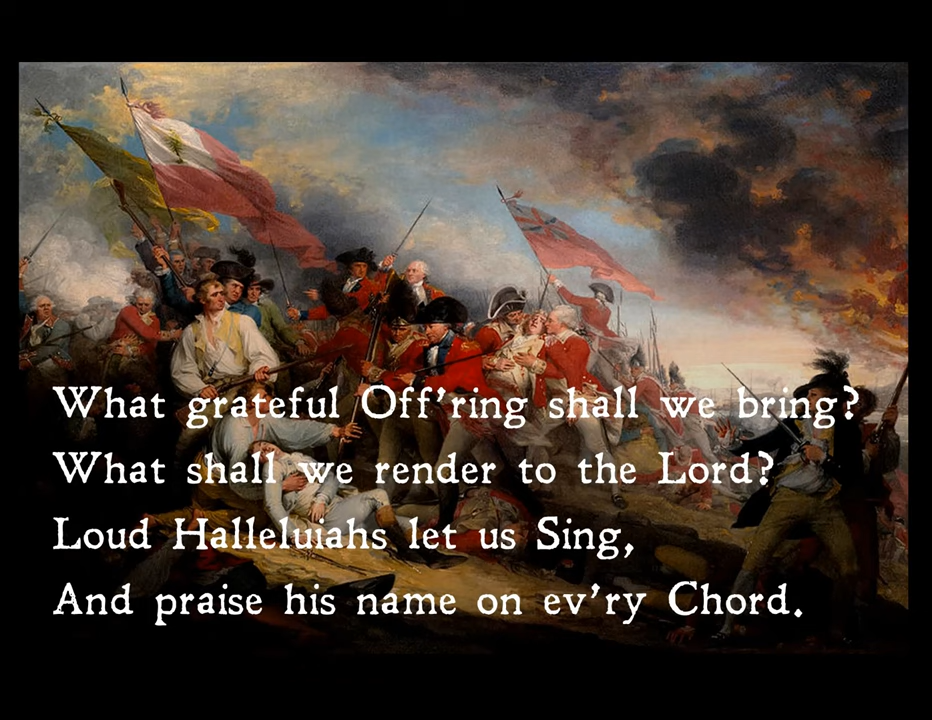 What grateful Off'ring shall we bring?
What shall we render to the Lord?
Loud Halleluiahs let us Sing,
And praise his name on ev'ry Chord.